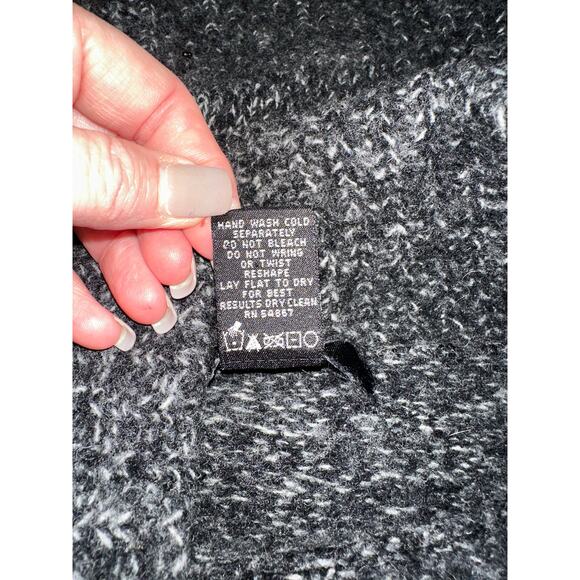 HAND WASH COLD
SEPARATELY
DO NOT BLEACH
DO NOT WRING
OR TWIST
RESHAPE
LAY FLAT TO DRY
FOR BEST
RESULTS DRY CLEAN
RN 54867